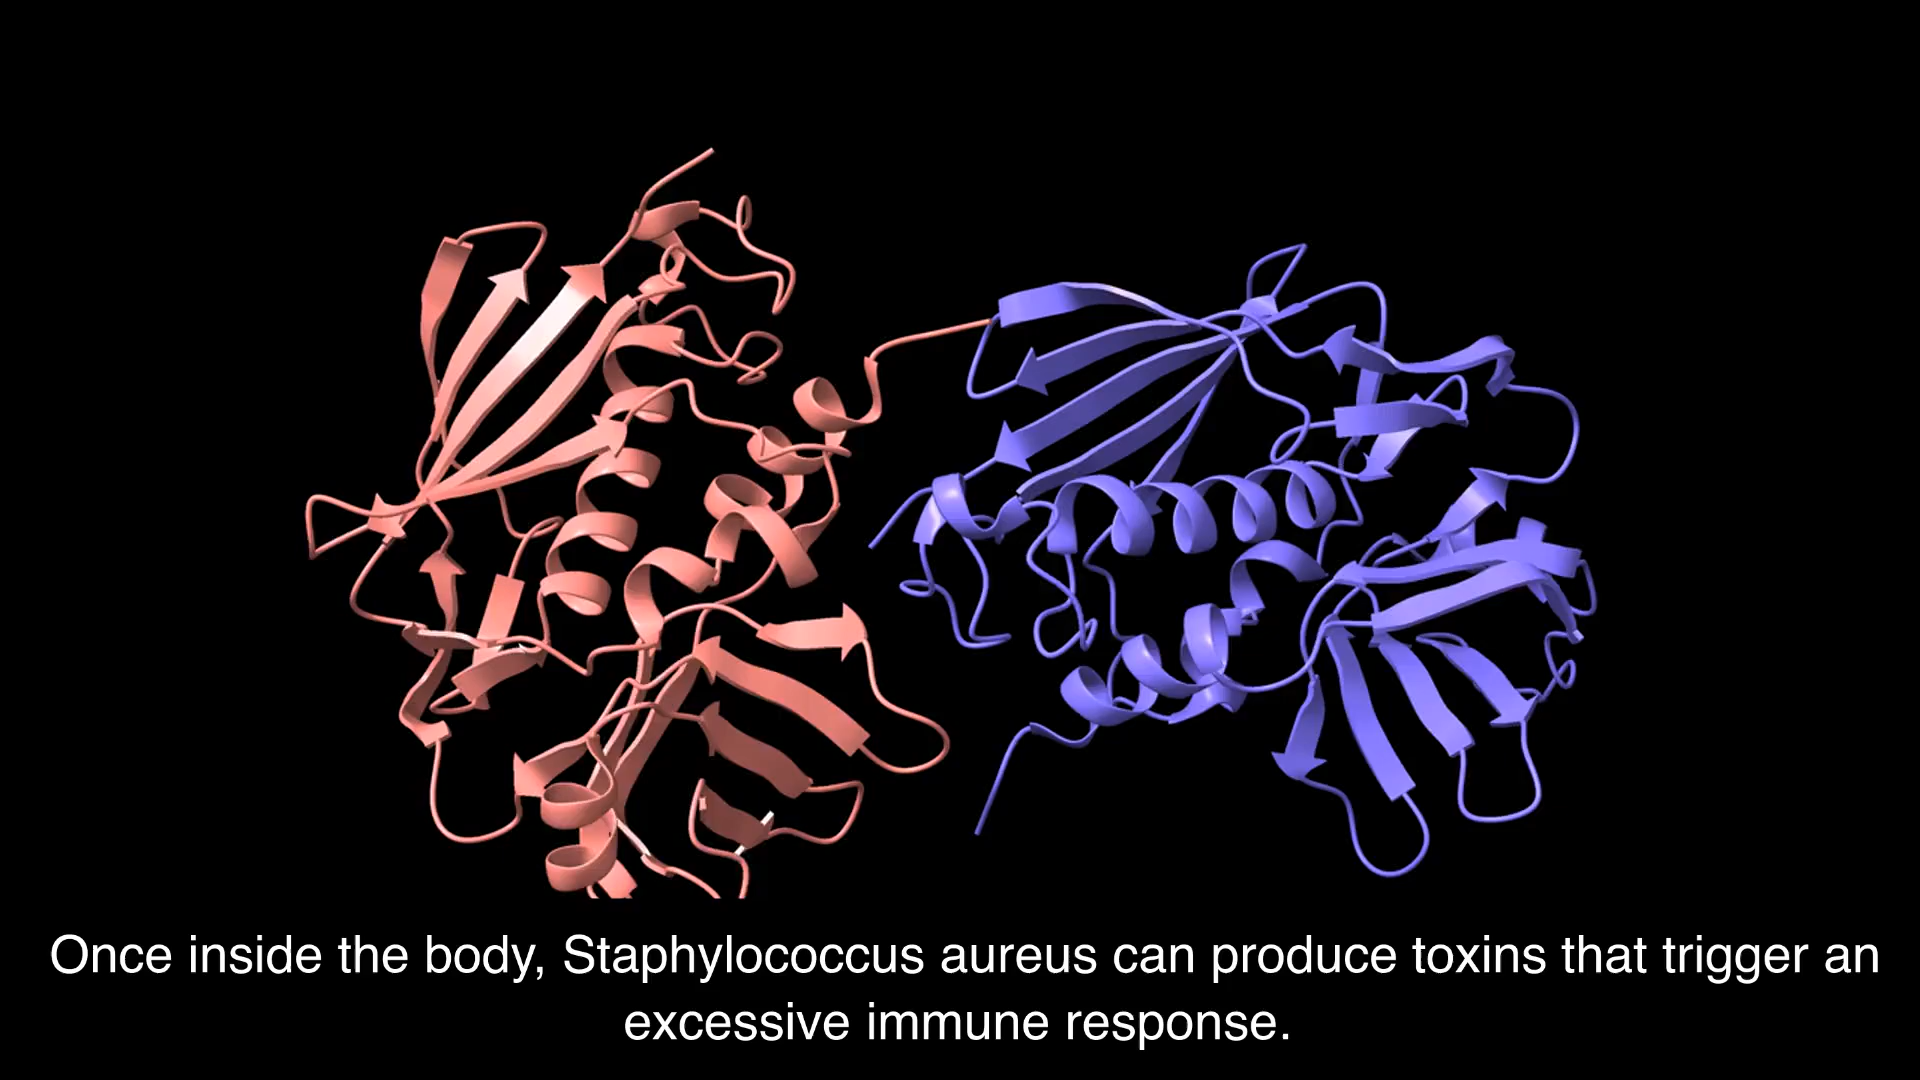 Once inside the body, Staphylococcus aureus can produce toxins that trigger an
excessive immune response.